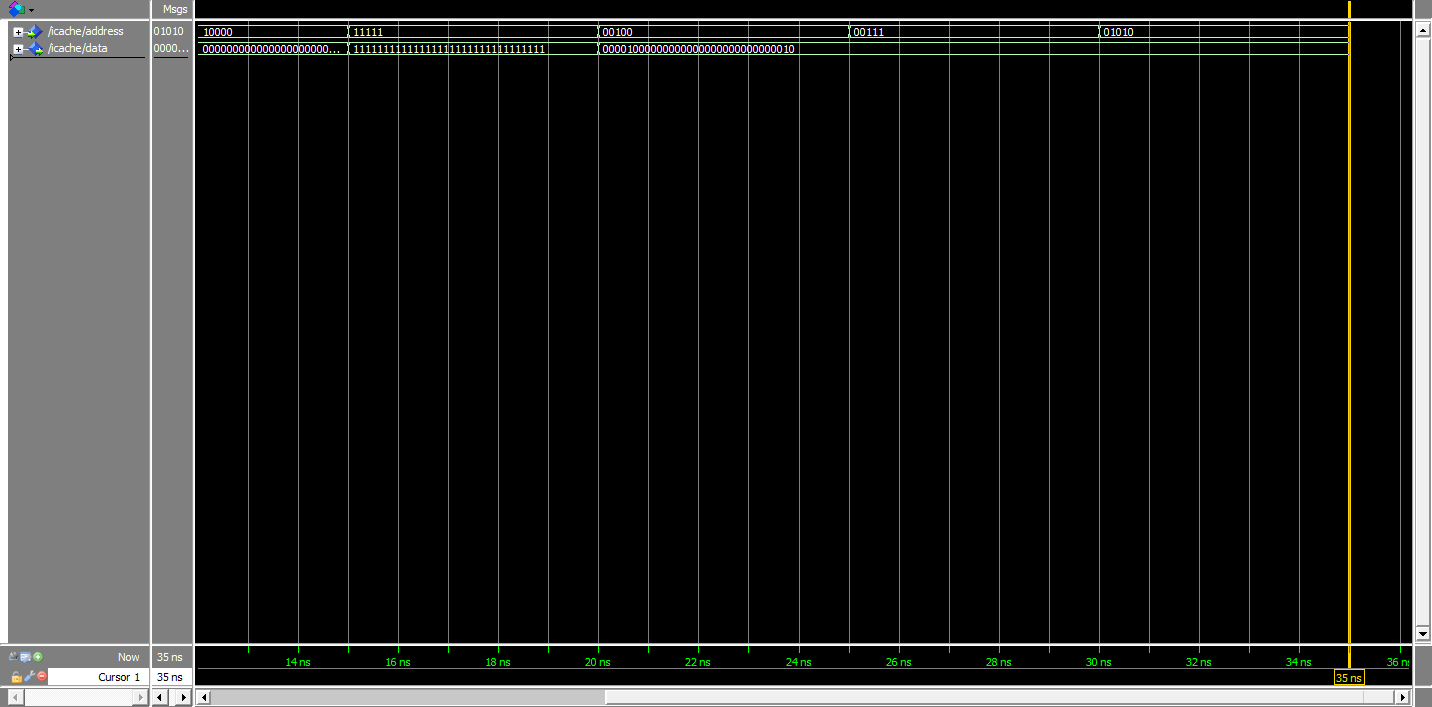 Msgs
/icache/address 01010 10000 11111 00100 00111 01010
/icache/data 0000... 000000000000000000000... 11111111111111111111111111111111 00001000000000000000000000000010
Now 35 ns 14 ns 16 ns 18 ns 20 ns 22 ns 24 ns 26 ns 28 ns 30 ns 32 ns 34 ns 36 n
Cursor 1 35 ns 35 ns